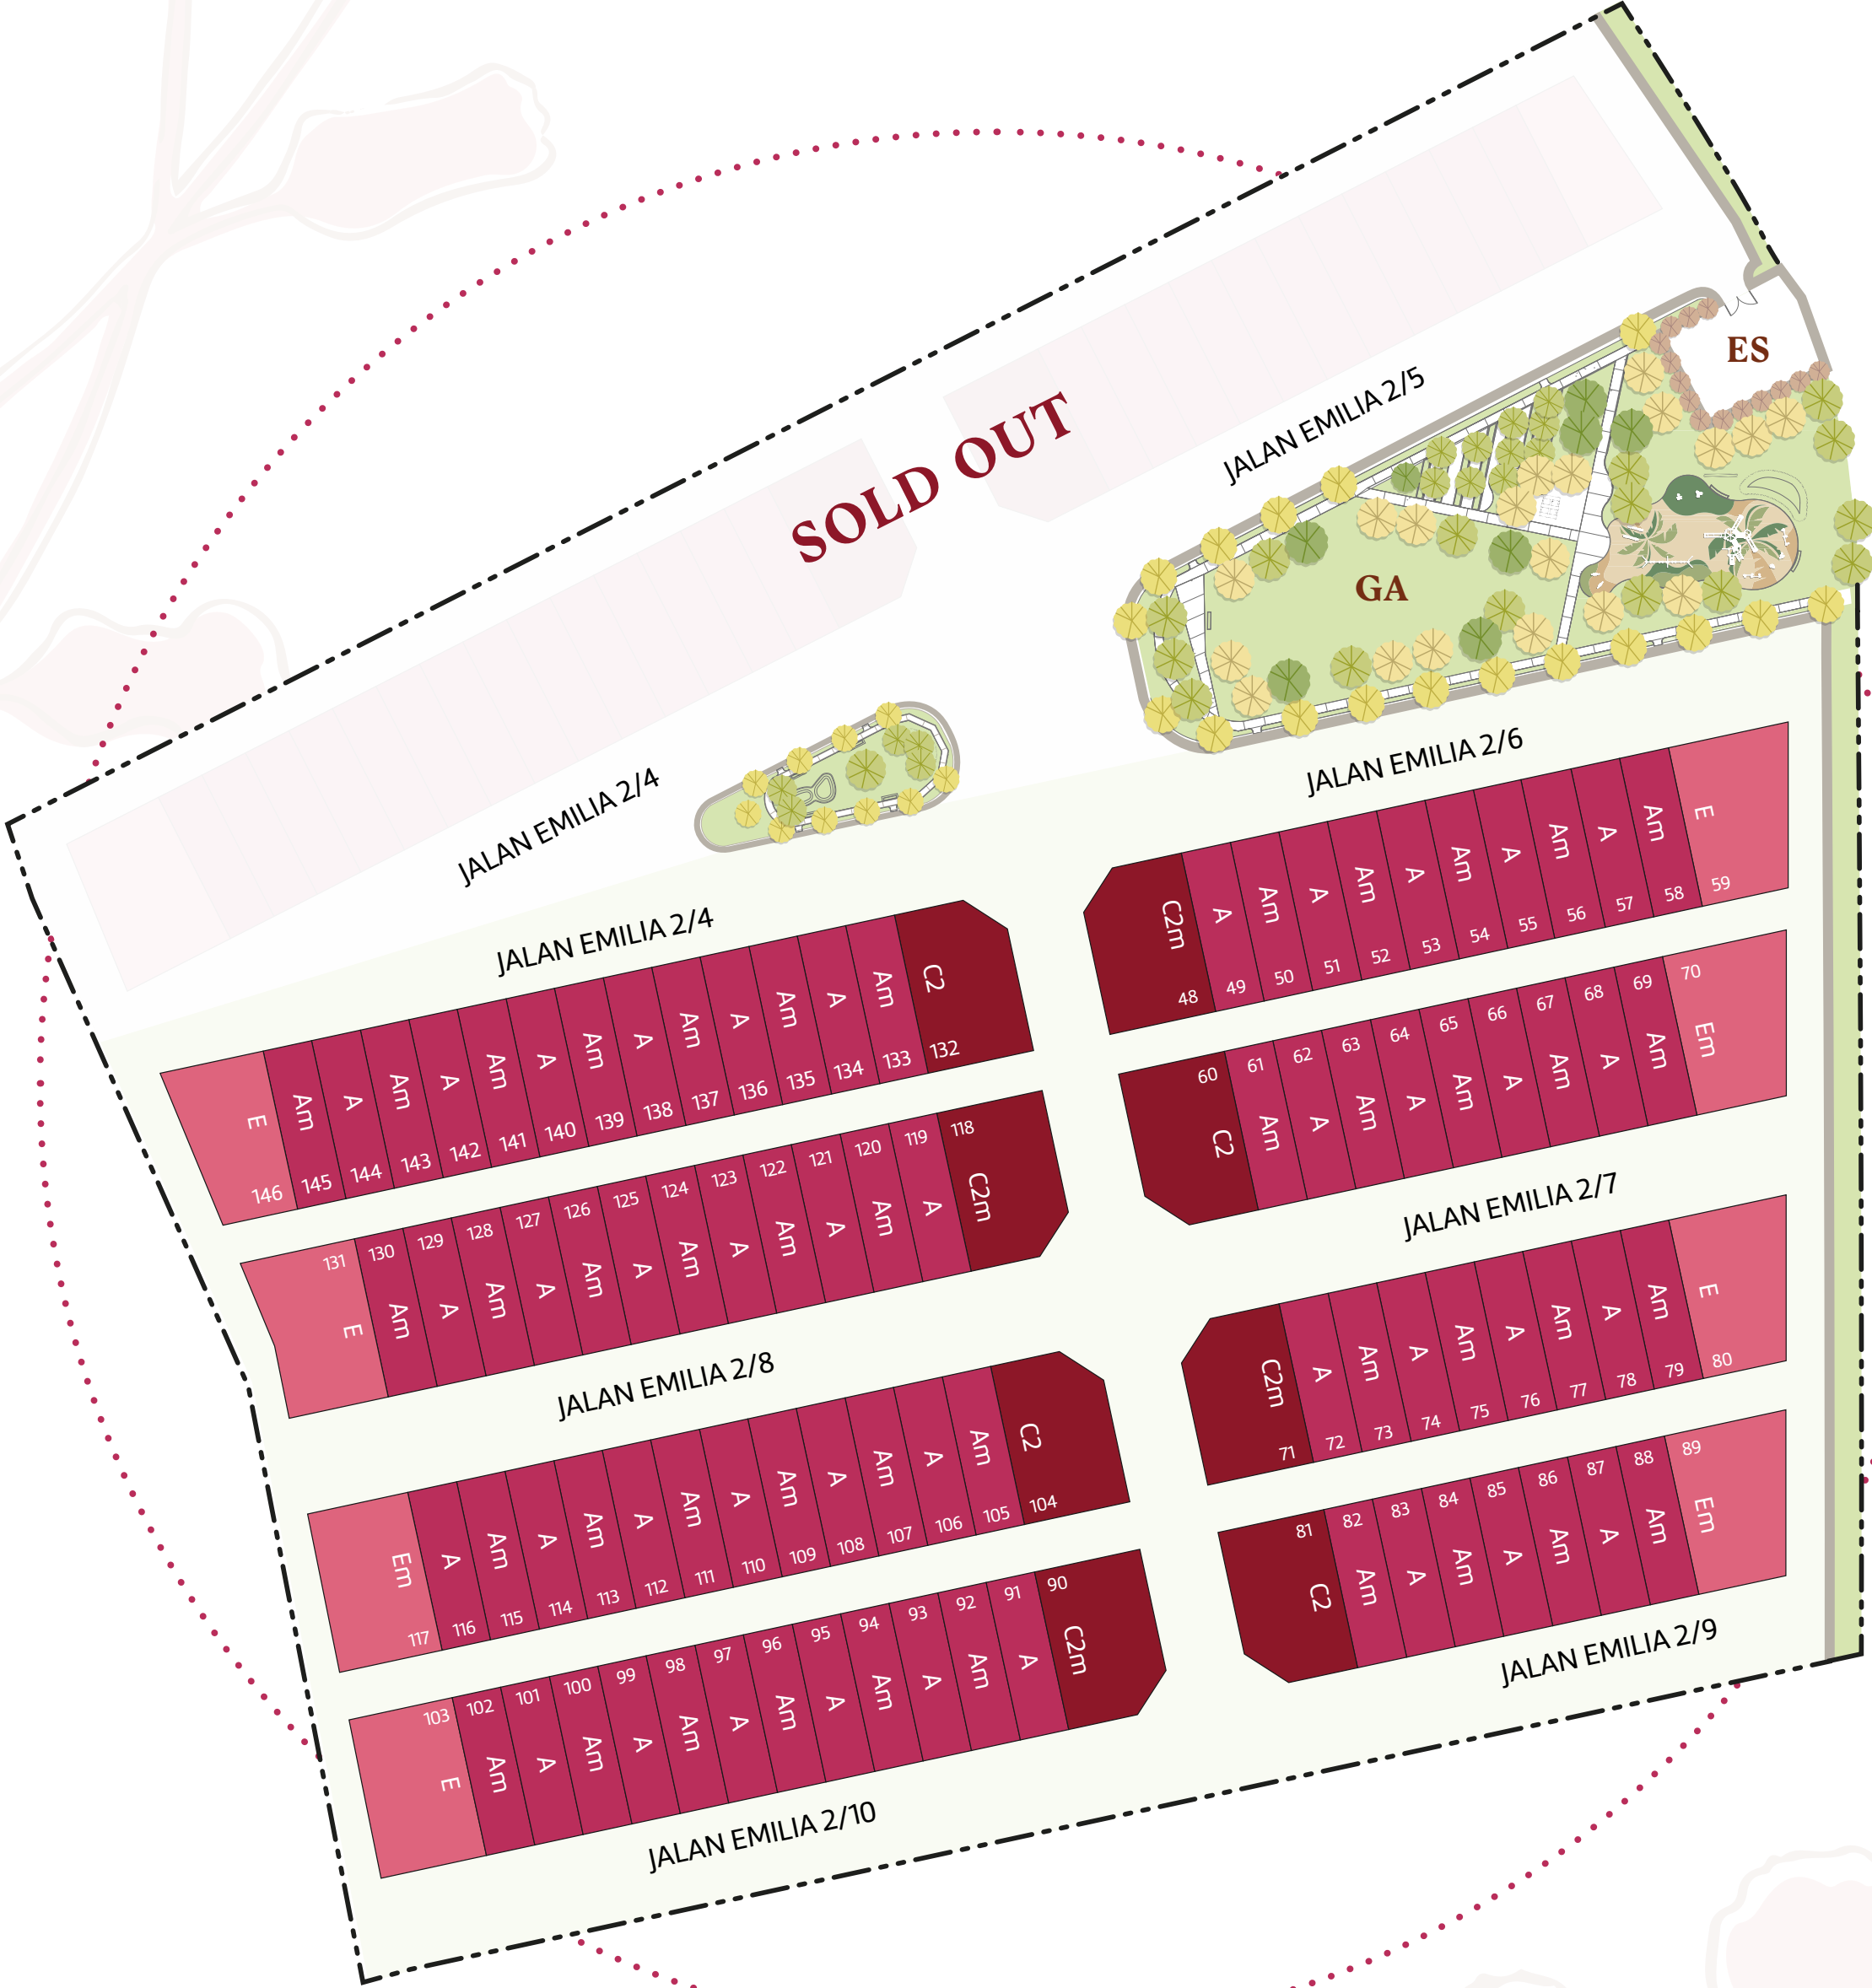 ES
JALAN EMILIA 2/5
SOLD OUT
GA
JALAN EMILIA 2/4
JALAN EMILIA 2/6
C2m A Am A Am A Am A Am A Am E
48 49 50 51 52 53 54 55 56 57 58 59
JALAN EMILIA 2/4
E Am A Am A Am A Am A Am A Am A Am C2
146 145 144 143 142 141 140 139 138 137 136 135 134 133 132
60 61 62 63 64 65 66 67 68 69 70
C2 Am A Am A Am A Am A Am Em
131 130 129 128 127 126 125 124 123 122 121 120 119 118
E Am A Am A Am A Am A Am A Am A C2m
JALAN EMILIA 2/7
C2m A Am A Am A Am A Am E
71 72 73 74 75 76 77 78 79 80
JALAN EMILIA 2/8
Em A Am A Am A Am A Am A Am A Am C2
117 116 115 114 113 112 111 110 109 108 107 106 105 104
81 82 83 84 85 86 87 88 89
C2 Am A Am A Am A Am Em
103 102 101 100 99 98 97 96 95 94 93 92 91 90
E Am A Am A Am A Am A Am A Am A C2m
JALAN EMILIA 2/9
JALAN EMILIA 2/10